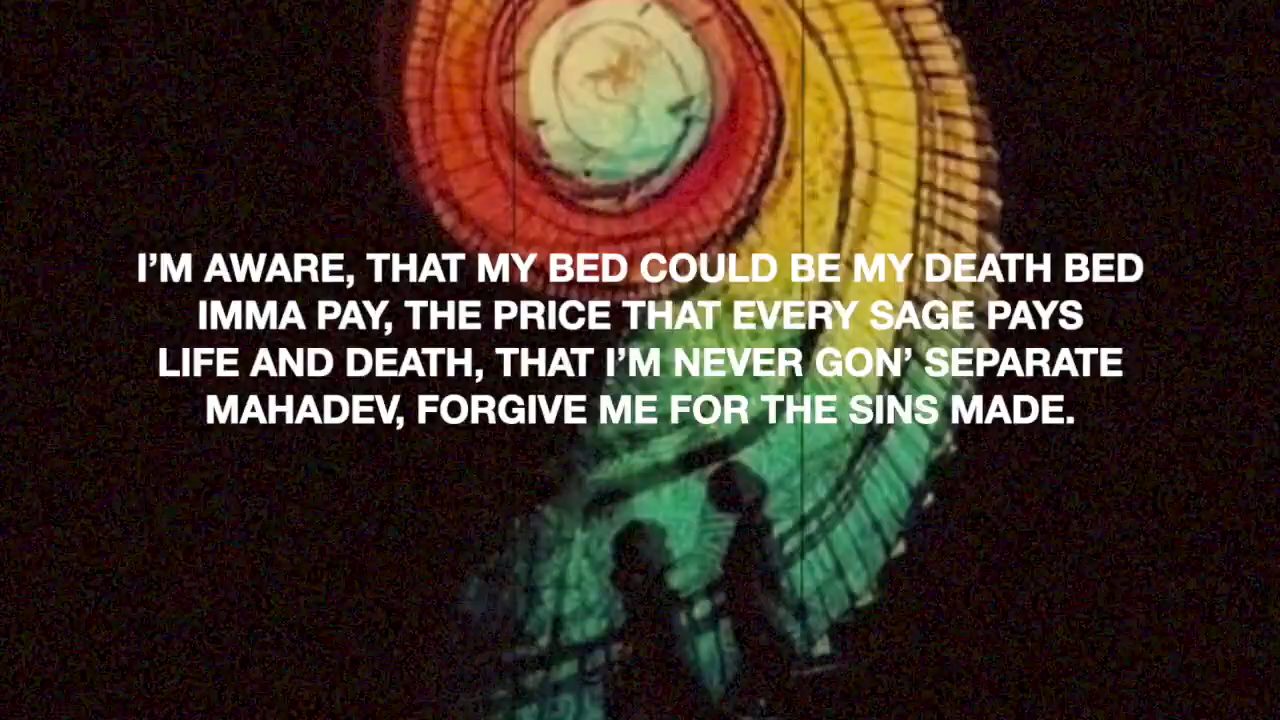 I’M AWARE, THAT MY BED COULD BE MY DEATH BED
IMMA PAY, THE PRICE THAT EVERY SAGE PAYS
LIFE AND DEATH, THAT I’M NEVER GON’ SEPARATE
MAHADEV, FORGIVE ME FOR THE SINS MADE.